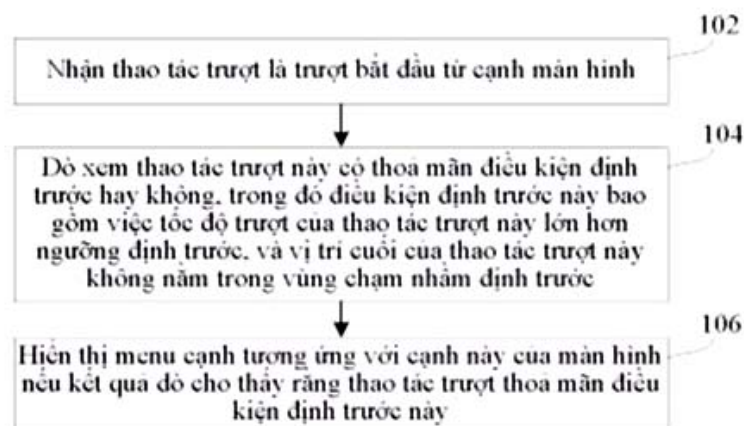 102
Nhận thao tác trượt là trượt bắt đầu từ cạnh màn hình
104
Dò xem thao tác trượt này có thoả mãn điều kiện định
trước hay không, trong đó điều kiện định trước này bao
gồm việc tốc độ trượt của thao tác trượt này lớn hơn
ngưỡng định trước, và vị trí cuối của thao tác trượt này
không nằm trong vùng chạm nhầm định trước
106
Hiển thị menu cạnh tương ứng với cạnh này của màn hình
nếu kết quả dò cho thấy rằng thao tác trượt thoả mãn điều
kiện định trước này